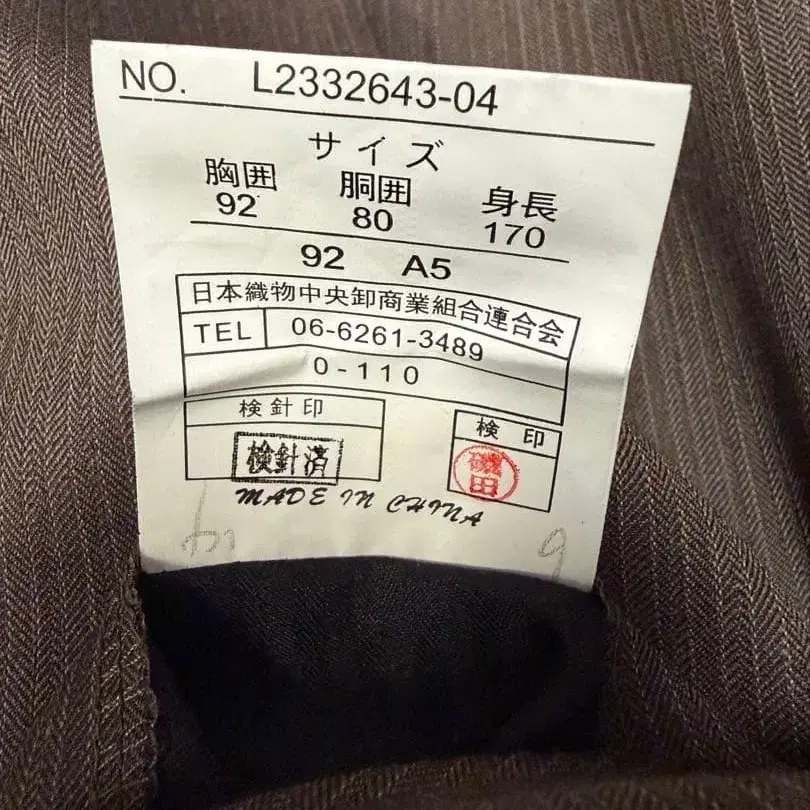 NO. L2332643-04
サイズ
胸囲 胴囲 身長
92 80 170
92 A5
日本織物中央卸商業組合連合会
TEL 06-6261-3489
0-110
検針印 検印
検針済 磯田
MADE IN CHINA
9